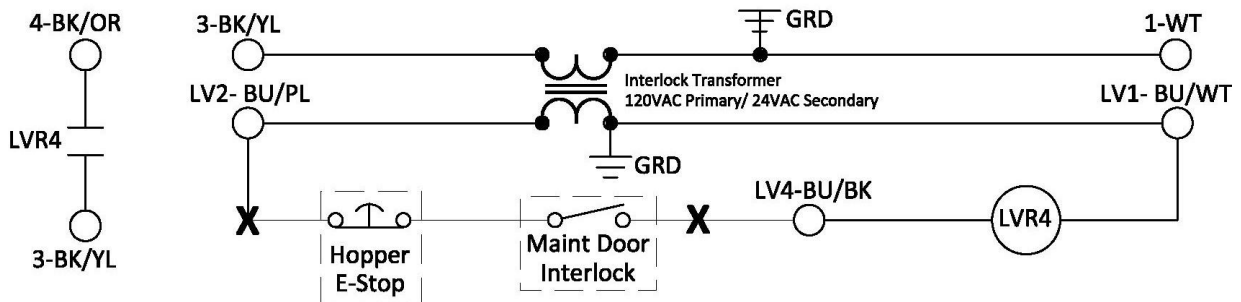 4-BK/OR
3-BK/YL
GRD
1-WT
Interlock Transformer
120VAC Primary/ 24VAC Secondary
LV2- BU/PL
LV1- BU/WT
LVR4
GRD
LV4-BU/BK
X
X
LVR4
3-BK/YL
Hopper
E-Stop
Maint Door
Interlock